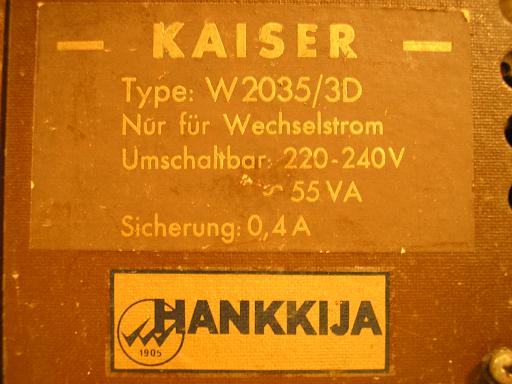 KAISER
Type: W2035/3D
Nur für Wechselstrom
Umschaltbar: 220-240V
~ 55 VA
Sicherung: 0,4 A
HANKKIJA
1905